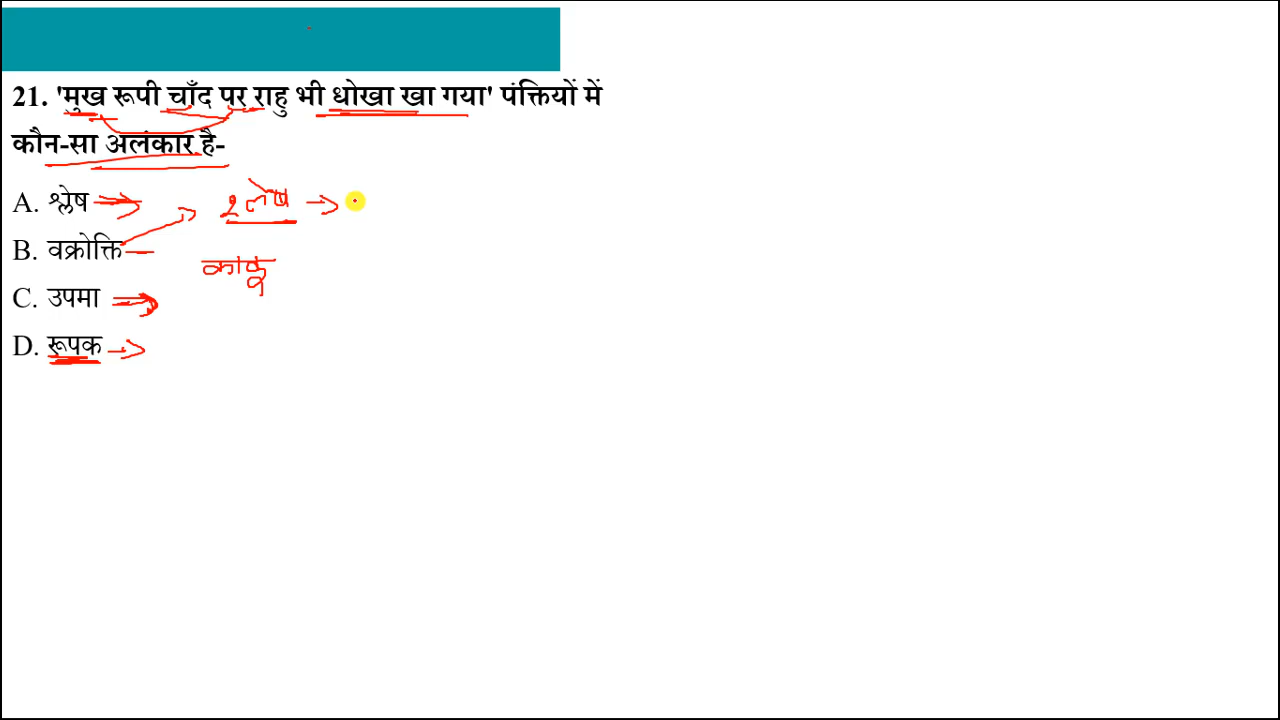 21. 'मुख रूपी चाँद पर राहु भी धोखा खा गया' पंक्तियों में
कौन-सा अलंकार है-
A. श्लेष
श्लेष
B. वक्रोक्ति
काकू
C. उपमा
D. रूपक